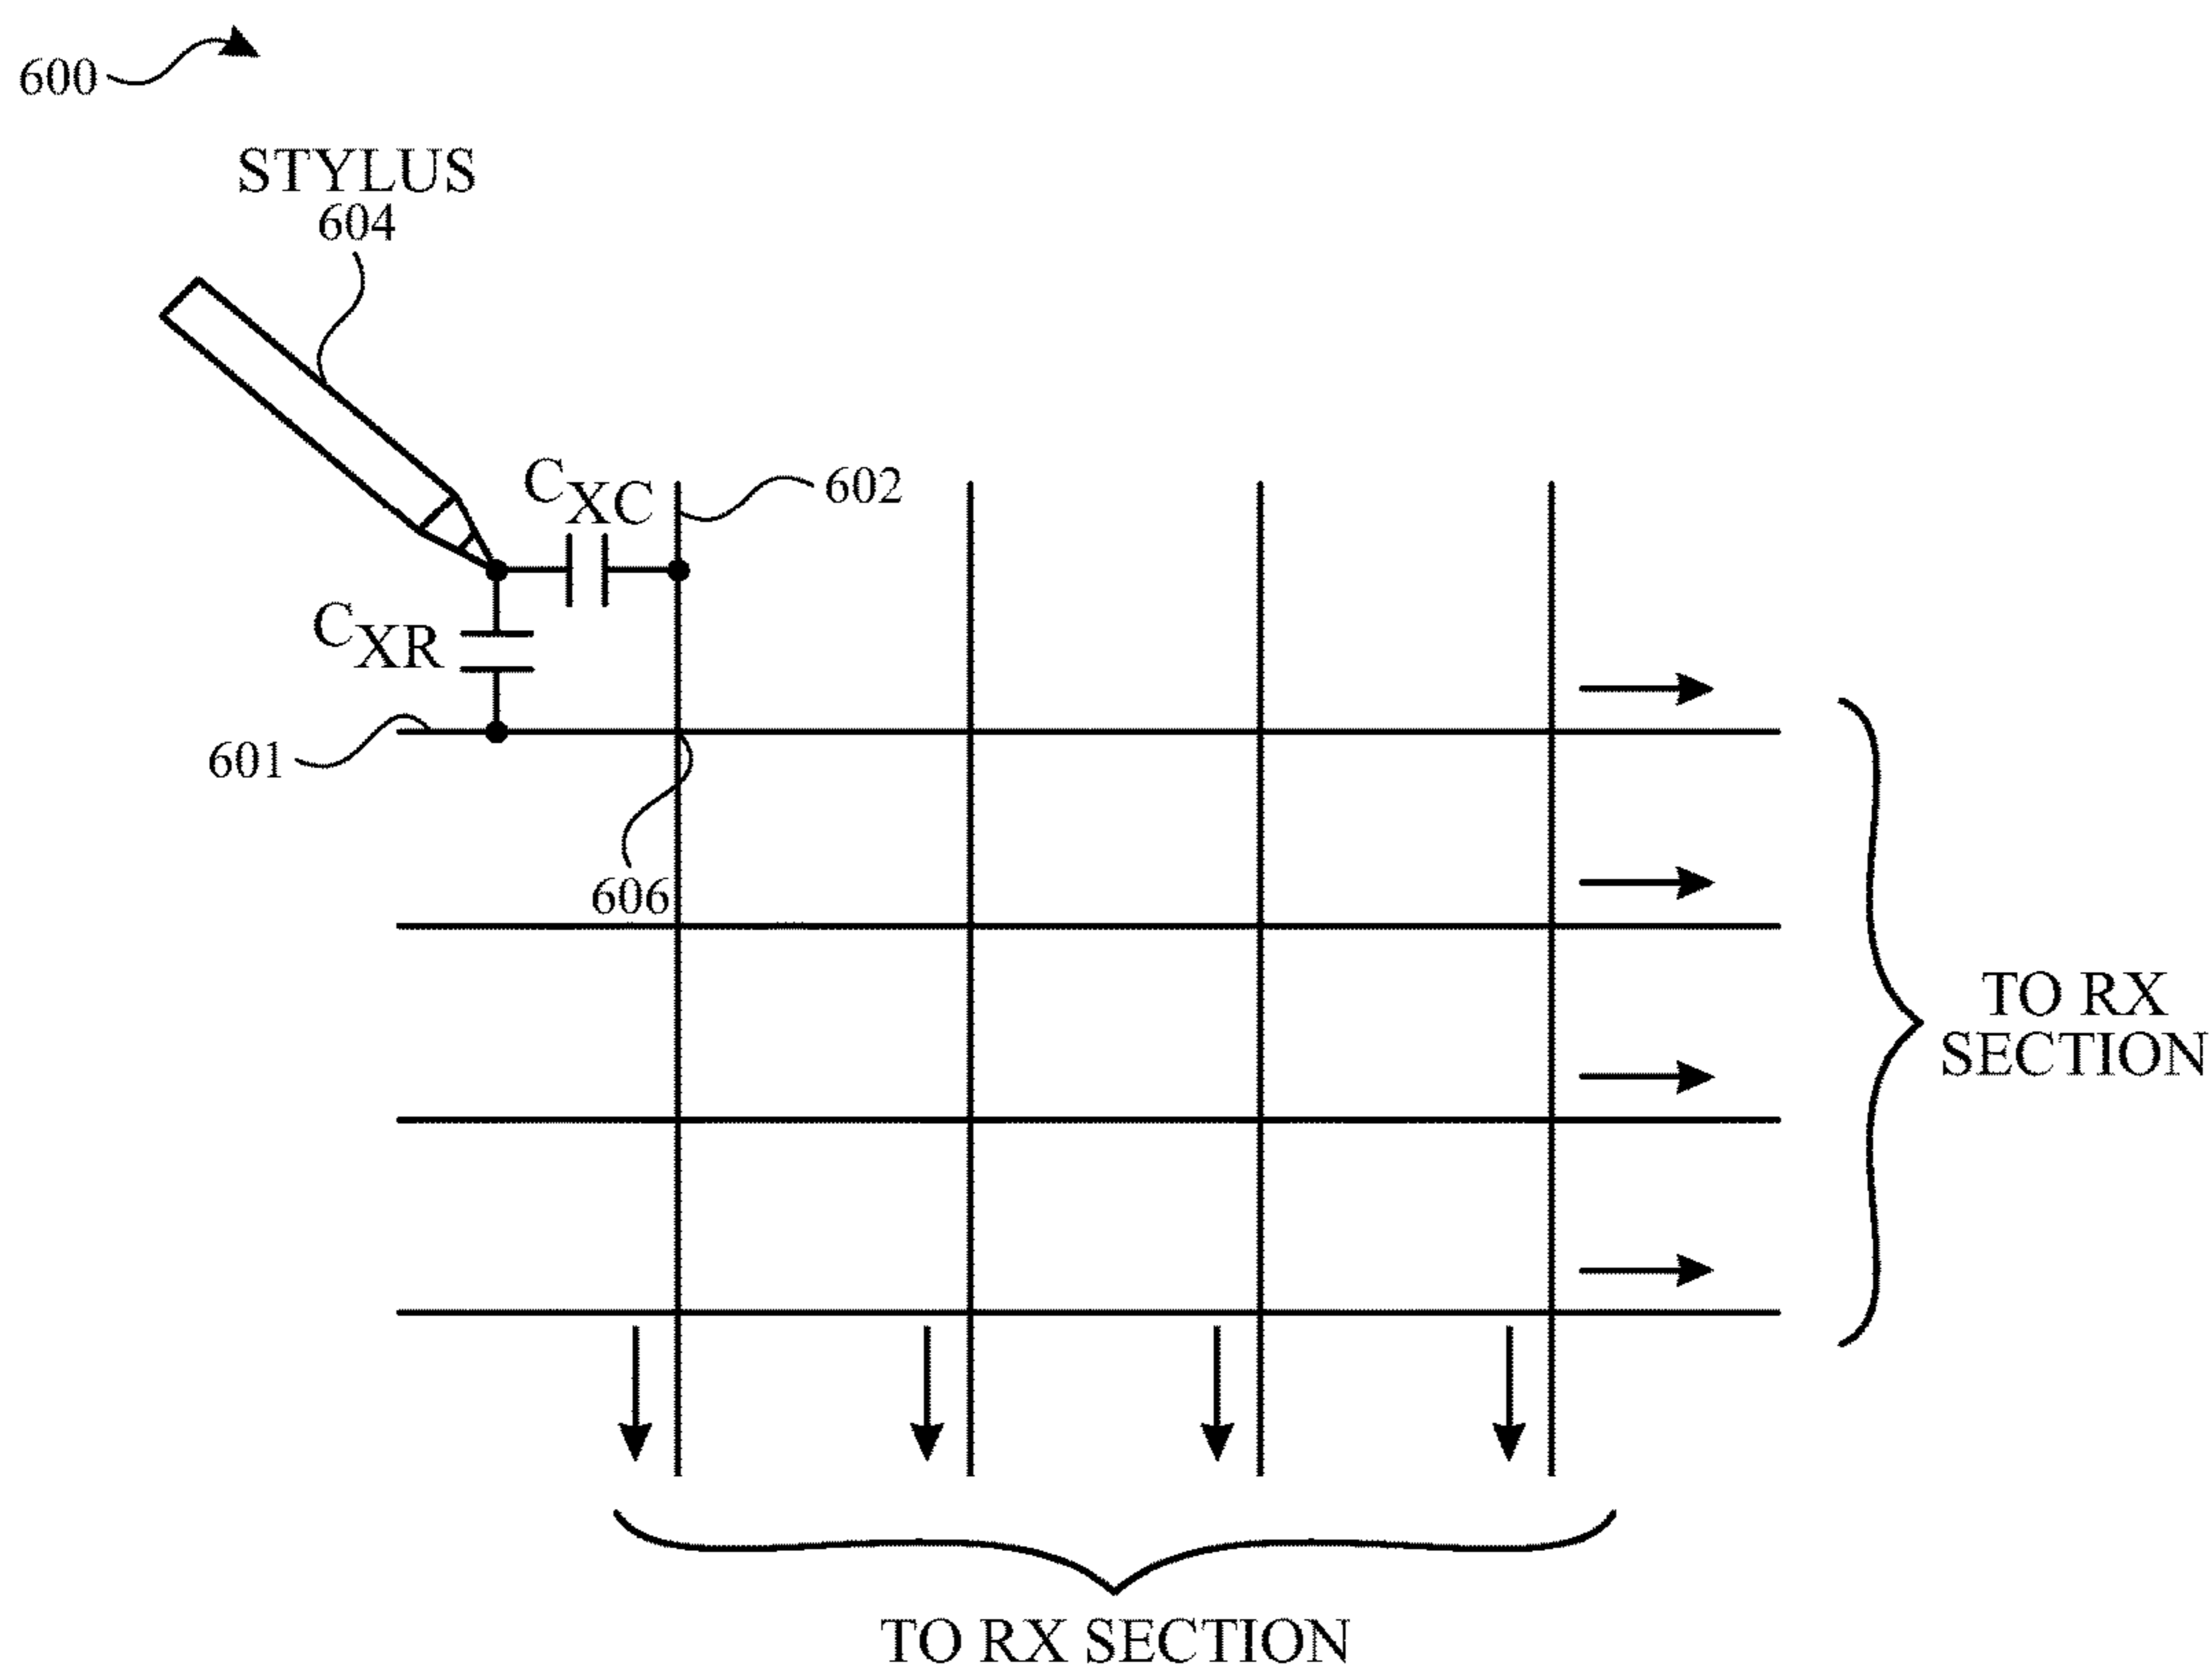 600
STYLUS
604
CXC
602
CXR
601
606
TO RX
SECTION
TO RX SECTION